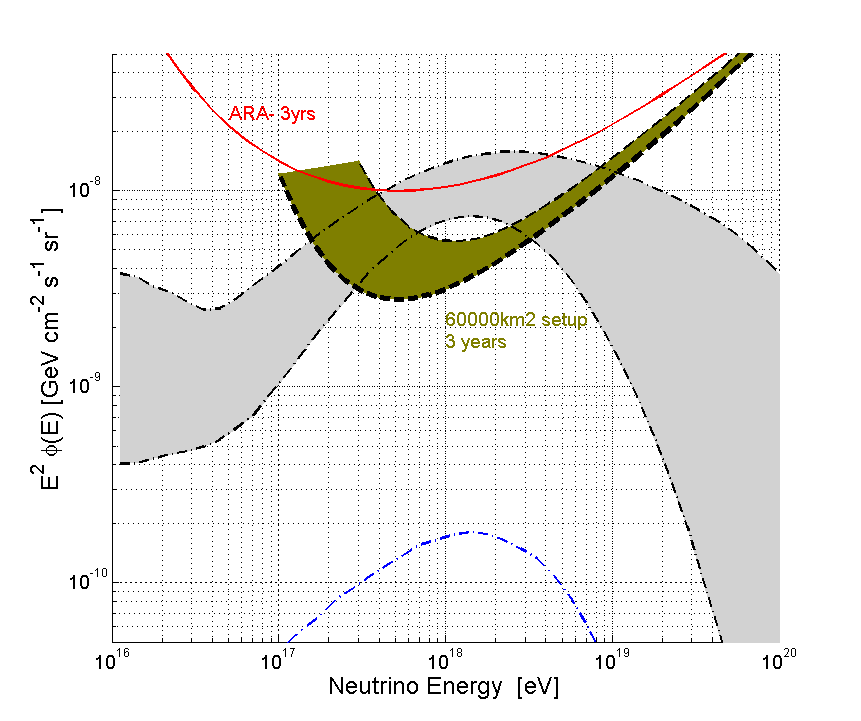 ARA- 3yrs
60000km2 setup
3 years
10^-8
10^-9
10^-10
E^2 ϕ(E) [GeV cm^-2 s^-1 sr^-1]
10^16 10^17 10^18 10^19 10^20
Neutrino Energy [eV]